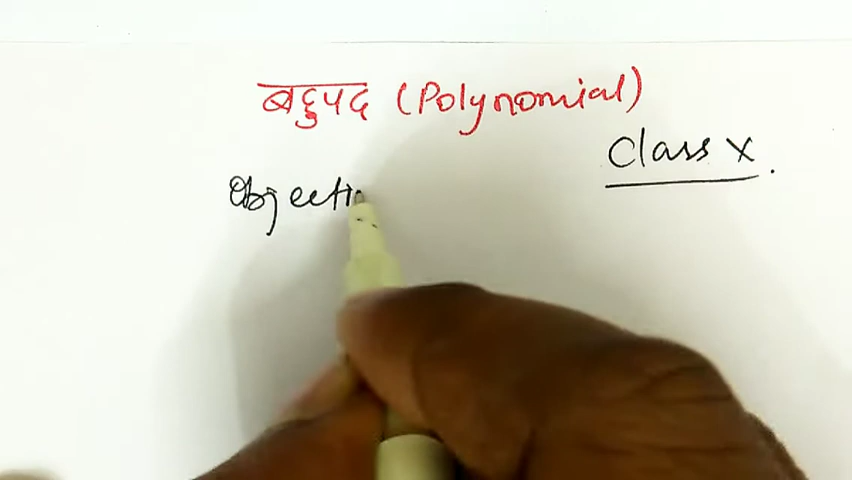 बहुपद (Polynomial)
Class X.
Objecti